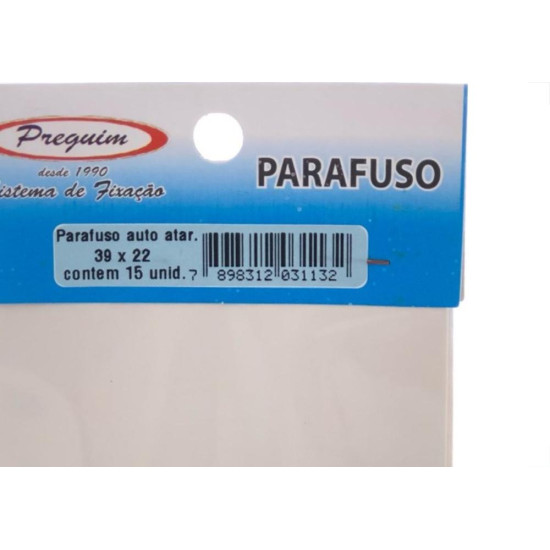 Preguim
desde 1990
Sistema de Fixação
PARAFUSO
Parafuso auto atar.
39 x 22
contem 15 unid.
7 898312 031132